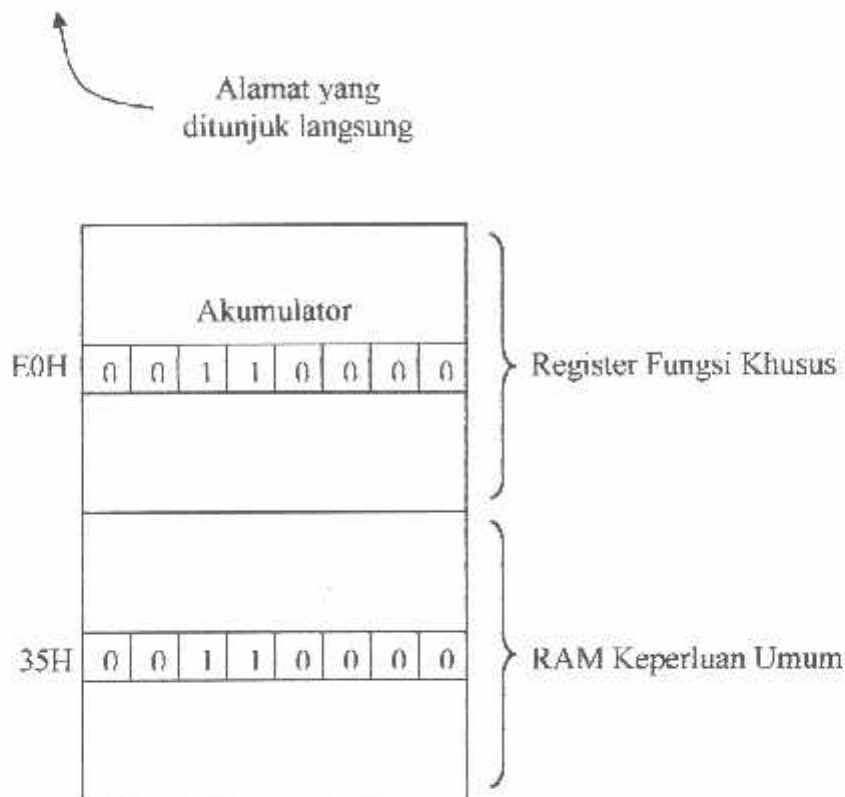 Alamat yang
ditunjuk langsung
Akumulator
E0H 0 0 1 1 0 0 0 0
Register Fungsi Khusus
35H 0 0 1 1 0 0 0 0
RAM Keperluan Umum